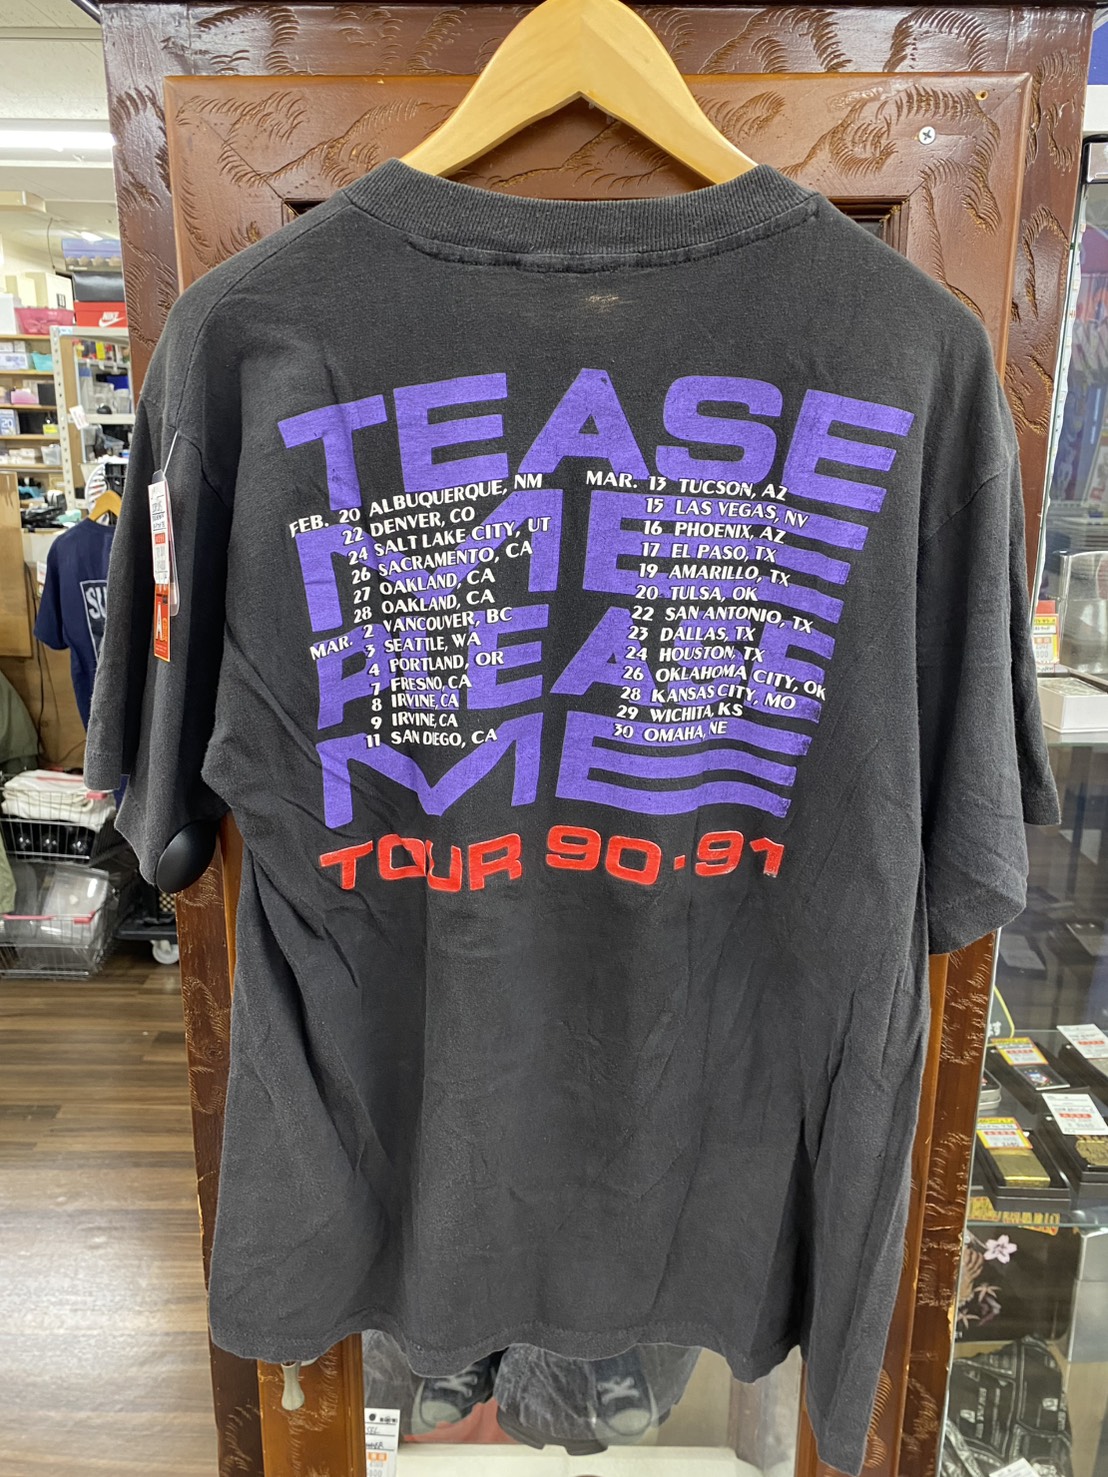 TEASE
ME
PLEASE
ME
FEB. 20 ALBUQUERQUE, NM
22 DENVER, CO
24 SALT LAKE CITY, UT
26 SACRAMENTO, CA
27 OAKLAND, CA
28 OAKLAND, CA
MAR. 2 VANCOUVER, BC
3 SEATTLE, WA
4 PORTLAND, OR
7 FRESNO, CA
8 IRVINE, CA
9 IRVINE, CA
11 SAN DIEGO, CA
MAR. 13 TUCSON, AZ
15 LAS VEGAS, NV
16 PHOENIX, AZ
17 EL PASO, TX
19 AMARILLO, TX
20 TULSA, OK
22 SAN ANTONIO, TX
23 DALLAS, TX
24 HOUSTON, TX
26 OKLAHOMA CITY, OK
28 KANSAS CITY, MO
29 WICHITA, KS
30 OMAHA, NE
TOUR 90-91
NIKE